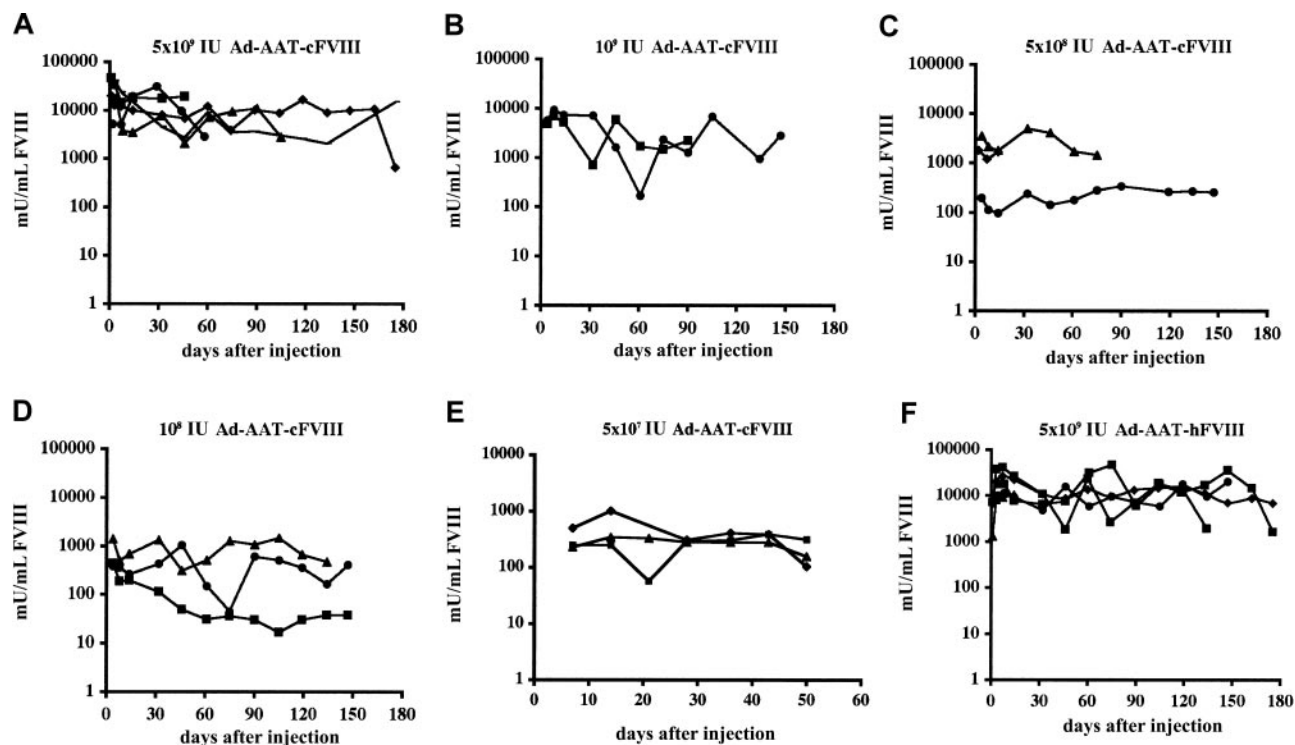 A
5x10⁹ IU Ad-AAT-cFVIII
mU/mL FVIII
100000
10000
1000
100
10
1
0 30 60 90 120 150 180
days after injection
B
10⁹ IU Ad-AAT-cFVIII
mU/mL FVIII
100000
10000
1000
100
10
1
0 30 60 90 120 150 180
days after injection
C
5x10⁸ IU Ad-AAT-cFVIII
mU/mL FVIII
100000
10000
1000
100
10
1
0 30 60 90 120 150 180
days after injection
D
10⁸ IU Ad-AAT-cFVIII
mU/mL FVIII
100000
10000
1000
100
10
1
0 30 60 90 120 150 180
days after injection
E
5x10⁷ IU Ad-AAT-cFVIII
mU/mL FVIII
10000
1000
100
10
1
0 10 20 30 40 50 60
days after injection
F
5x10⁹ IU Ad-AAT-hFVIII
mU/mL FVIII
100000
10000
1000
100
10
1
0 30 60 90 120 150 180
days after injection